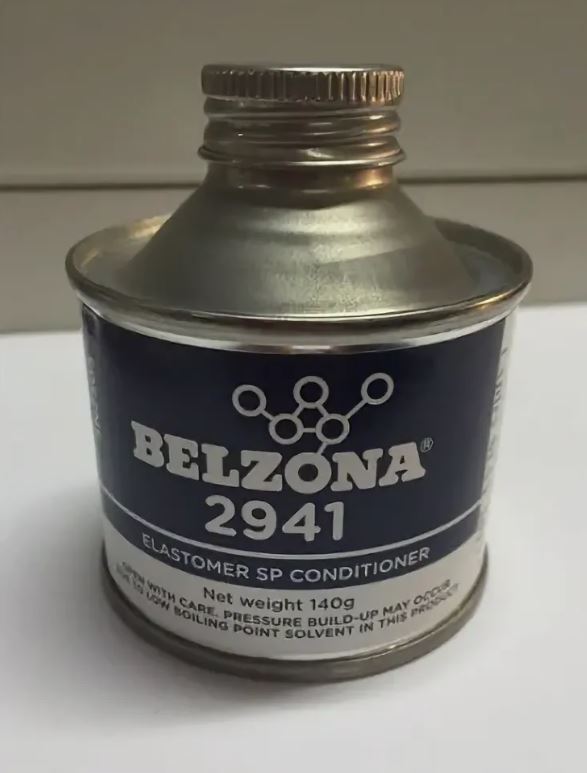 BELZONA®
2941
ELASTOMER SP CONDITIONER
Net weight 140g
OPEN WITH CARE. PRESSURE BUILD-UP MAY OCCUR
DUE TO LOW BOILING POINT SOLVENT IN THIS PRODUCT